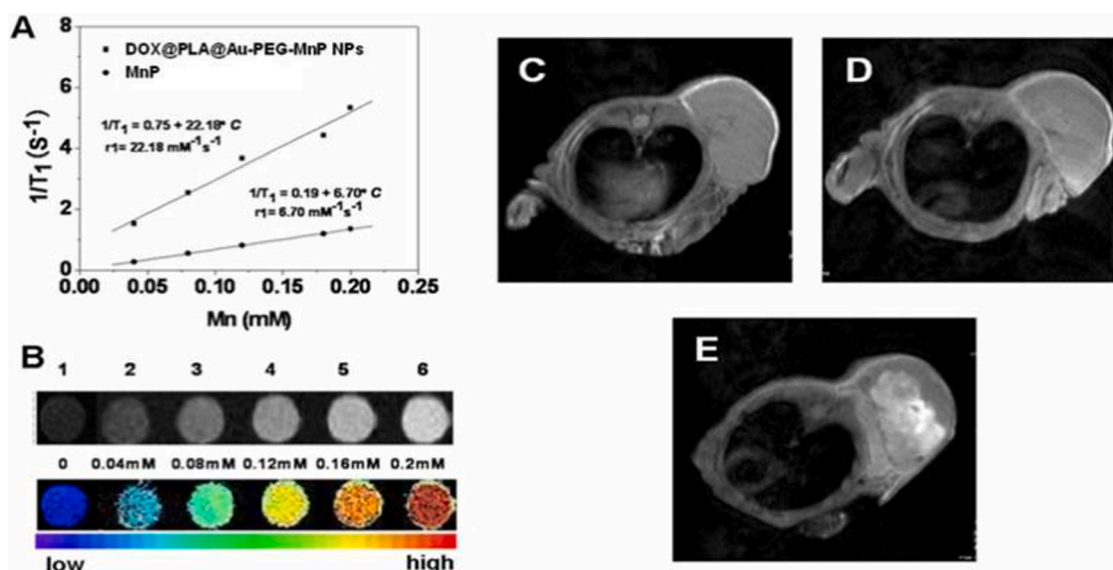 A
8
6
4
2
0
1/T1 (s-1)
DOX@PLA@Au-PEG-MnP NPs
MnP
1/T1 = 0.75 + 22.18* C
r1= 22.18 mM-1s-1
1/T1 = 0.19 + 6.70* C
r1= 6.70 mM-1s-1
0.00 0.05 0.10 0.15 0.20 0.25
Mn (mM)
B
1 2 3 4 5 6
0 0.04mM 0.08mM 0.12mM 0.16mM 0.2mM
low high
C
D
E